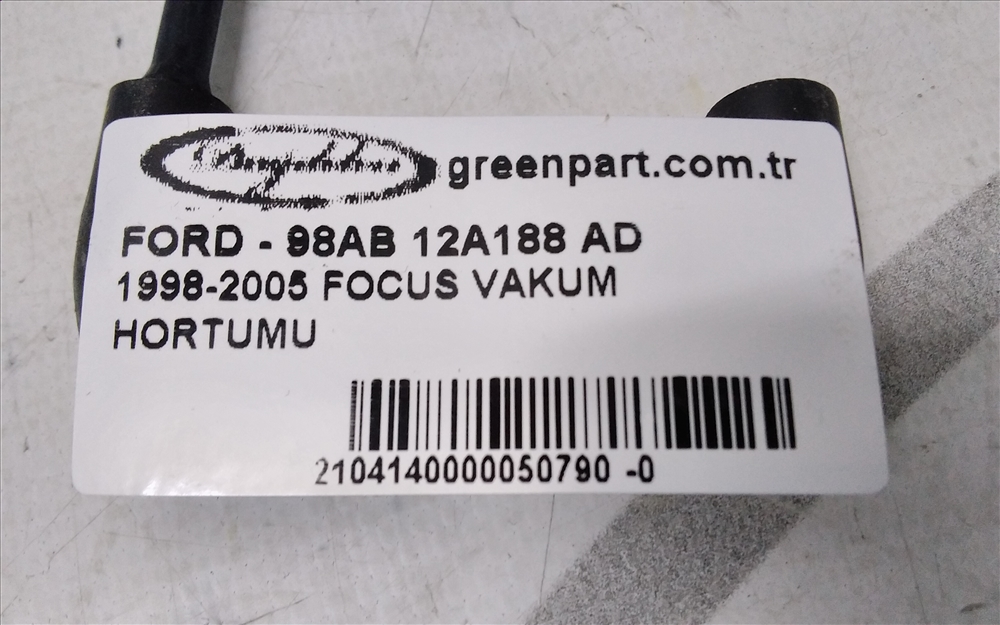 greenpart.com.tr
FORD - 98AB 12A188 AD
1998-2005 FOCUS VAKUM
HORTUMU
2104140000050790 -0